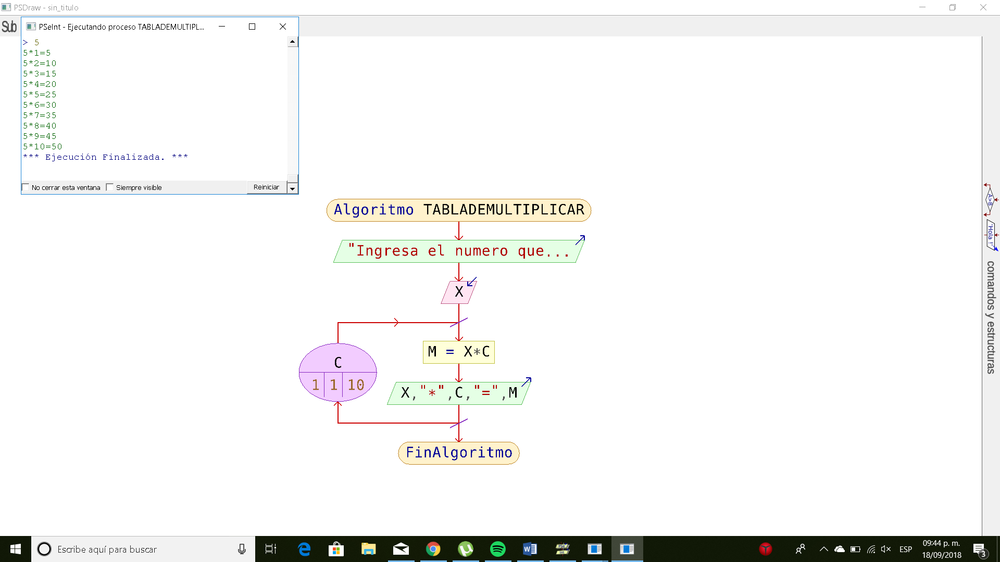 PSDraw - sin_titulo
Sub
PSeInt - Ejecutando proceso TABLADEMULTIPL...
> 5
5*1=5
5*2=10
5*3=15
5*4=20
5*5=25
5*6=30
5*7=35
5*8=40
5*9=45
5*10=50
*** Ejecución Finalizada. ***
No cerrar esta ventana
Siempre visible
Reiniciar
Algoritmo TABLADEMULTIPLICAR
"Ingresa el numero que...
X
M = X*C
C
1 1 10
X,"*",C,"=",M
FinAlgoritmo
A>B
'Hola !'
comandos y estructuras
Escribe aquí para buscar
ESP
09:44 p. m.
18/09/2018
3